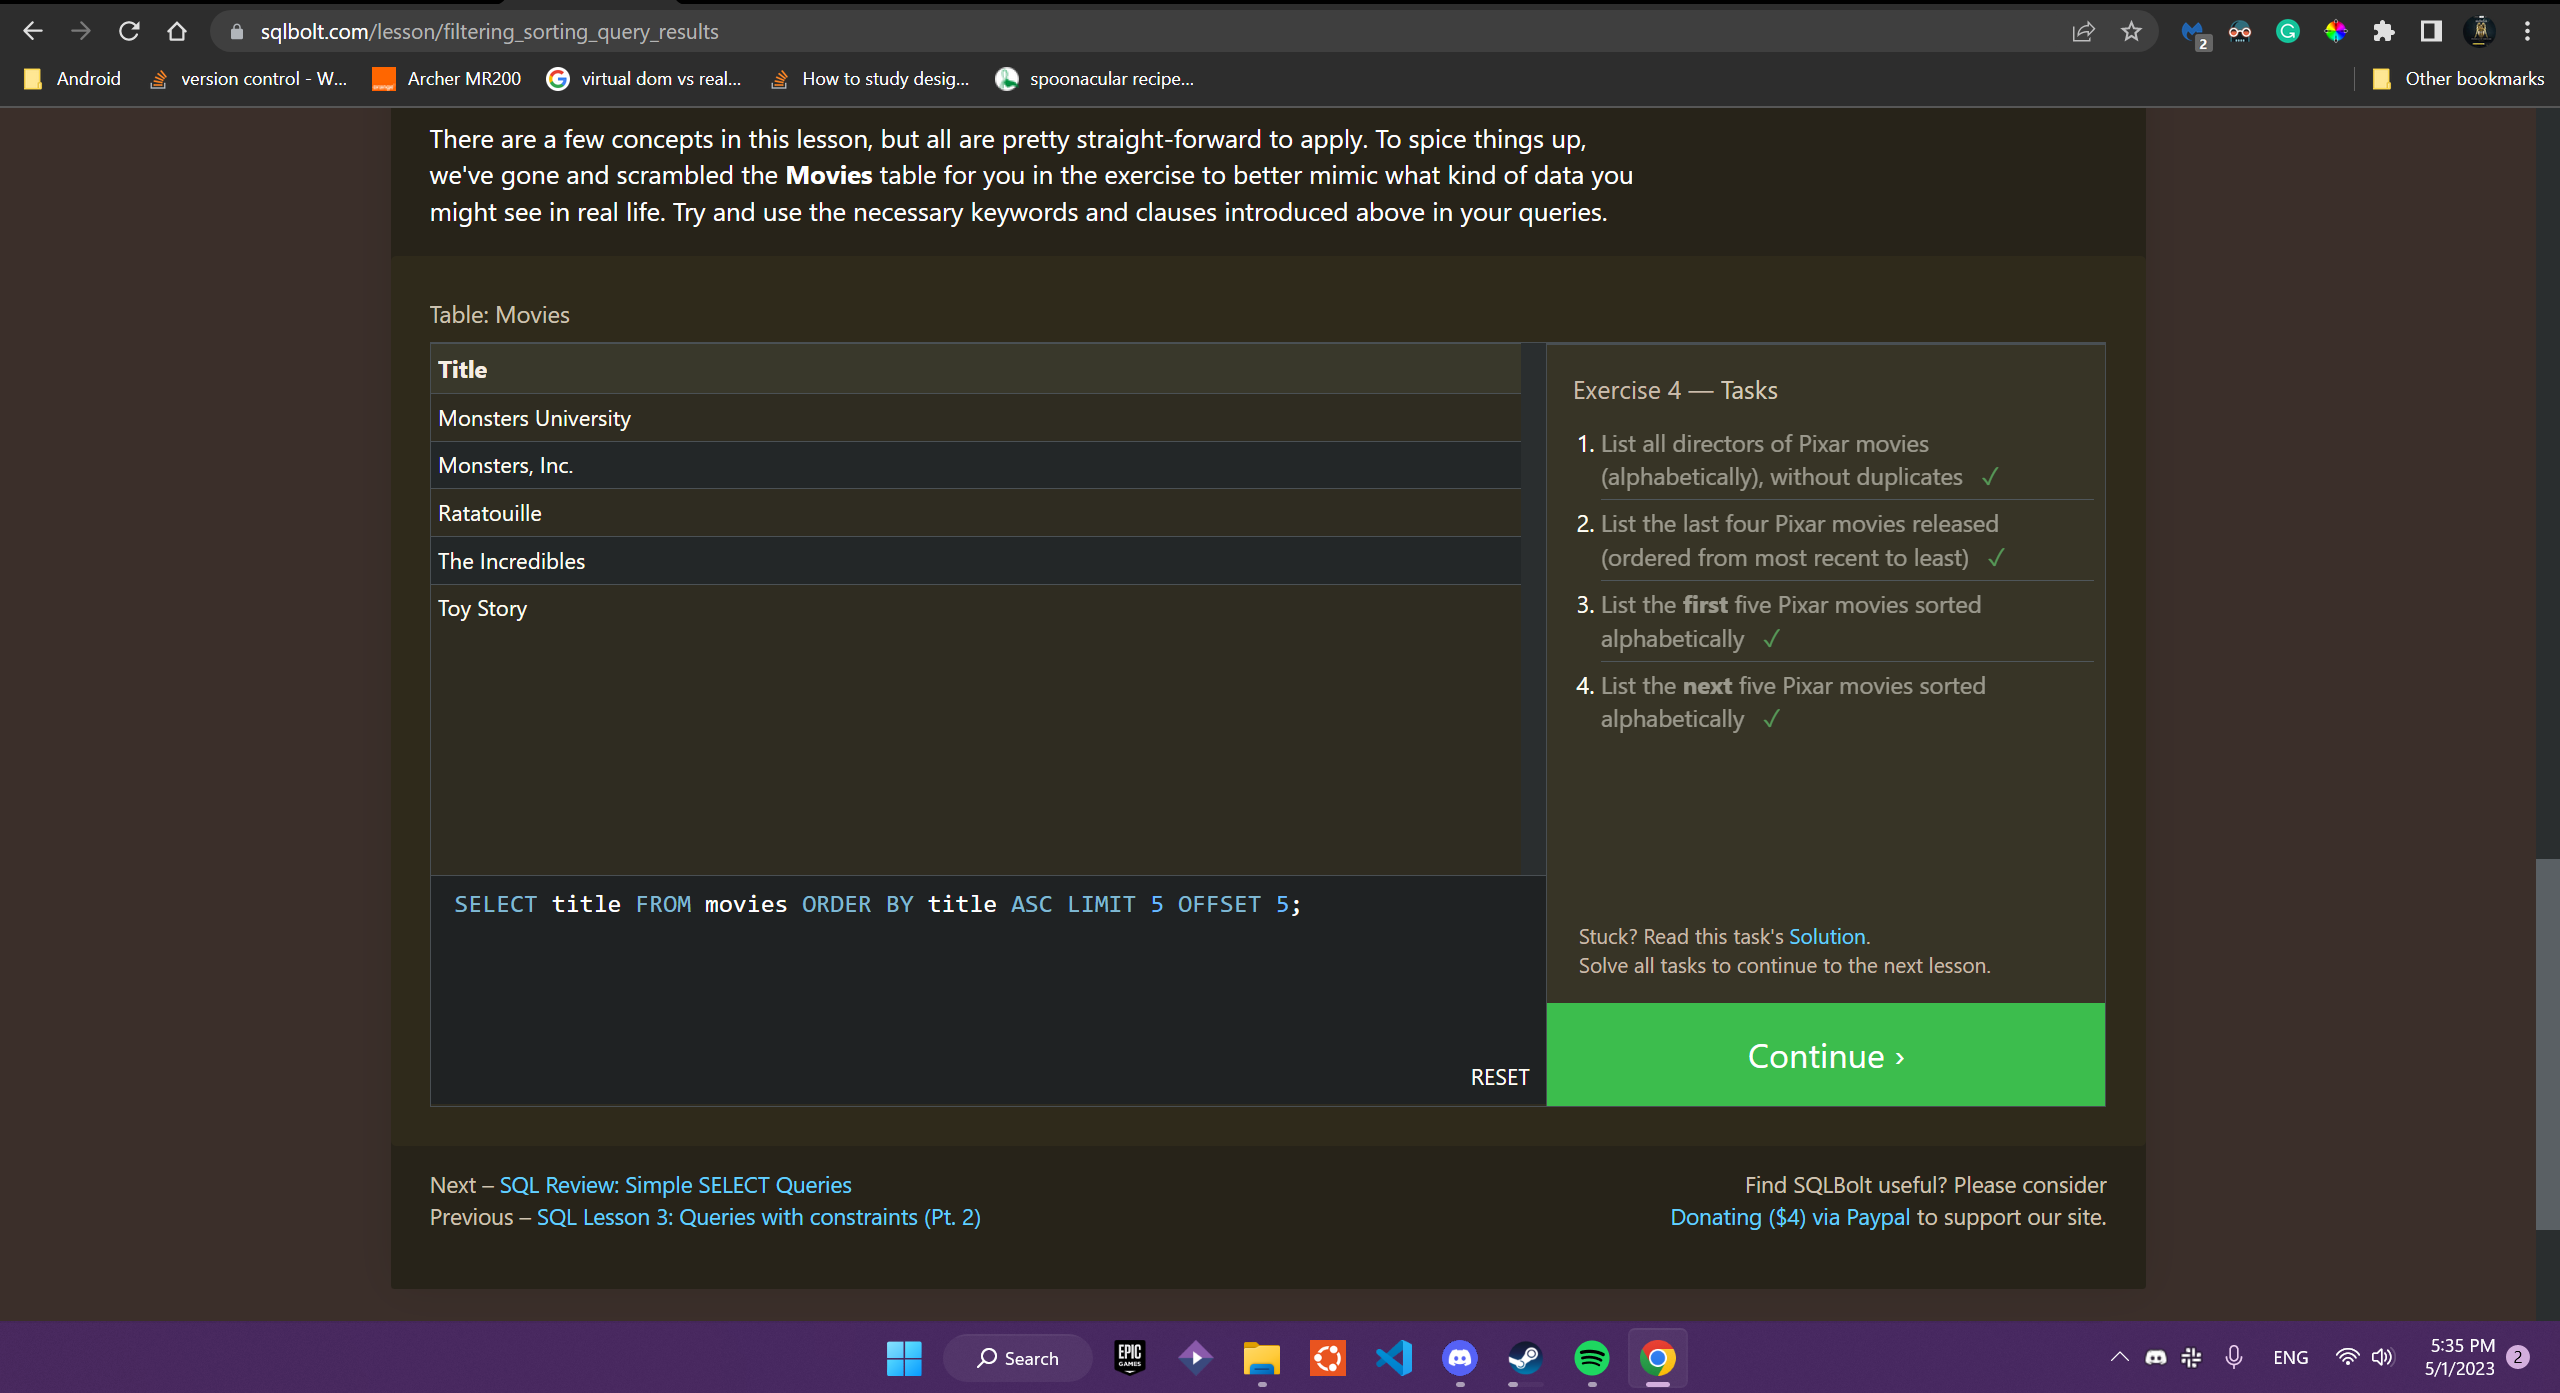 sqlbolt.com/lesson/filtering_sorting_query_results
2
Android
version control - W...
Archer MR200
virtual dom vs real...
How to study desig...
spoonacular recipe...
Other bookmarks
There are a few concepts in this lesson, but all are pretty straight-forward to apply. To spice things up,
we've gone and scrambled the Movies table for you in the exercise to better mimic what kind of data you
might see in real life. Try and use the necessary keywords and clauses introduced above in your queries.
Table: Movies
Title
Monsters University
Monsters, Inc.
Ratatouille
The Incredibles
Toy Story
SELECT title FROM movies ORDER BY title ASC LIMIT 5 OFFSET 5;
RESET
Exercise 4 — Tasks
1. List all directors of Pixar movies
(alphabetically), without duplicates ✓
2. List the last four Pixar movies released
(ordered from most recent to least) ✓
3. List the first five Pixar movies sorted
alphabetically ✓
4. List the next five Pixar movies sorted
alphabetically ✓
Stuck? Read this task's Solution.
Solve all tasks to continue to the next lesson.
Continue ›
Next – SQL Review: Simple SELECT Queries
Previous – SQL Lesson 3: Queries with constraints (Pt. 2)
Find SQLBolt useful? Please consider
Donating ($4) via Paypal to support our site.
Search
EPIC
GAMES
ENG
5:35 PM
5/1/2023
2